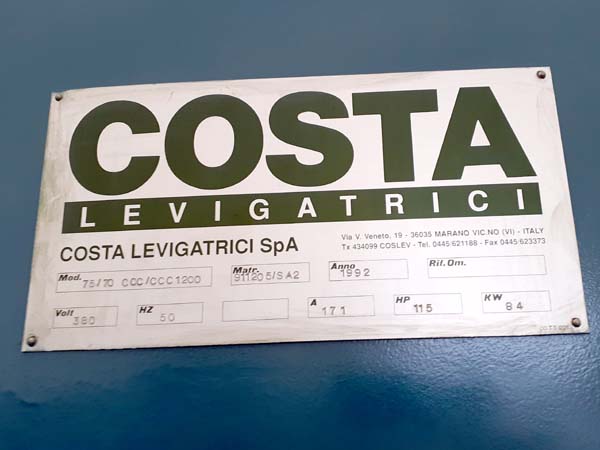 COSTA
LEVIGATRICI
COSTA LEVIGATRICI SpA
Via V. Veneto, 19 - 36035 MARANO VIC.NO (VI) - ITALY
Tx 434099 COSLEV - Tel. 0445·621188 - Fax 0445·623373
Mod. 75/70 CCC/CCC1200 Matr. 911205/SA2 Anno 1992 Rif.Om.
Volt 380 HZ 50 A 171 HP 115 KW 84